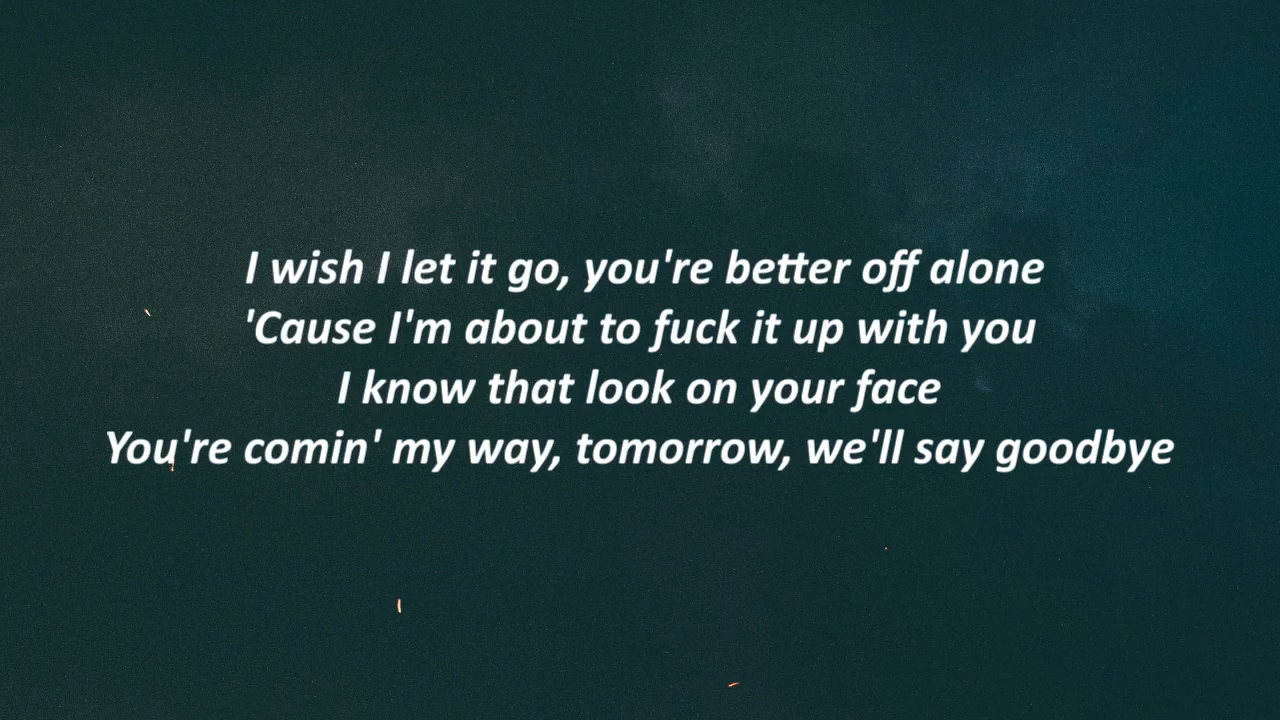 I wish I let it go, you're better off alone
'Cause I'm about to fuck it up with you
I know that look on your face
You're comin' my way, tomorrow, we'll say goodbye